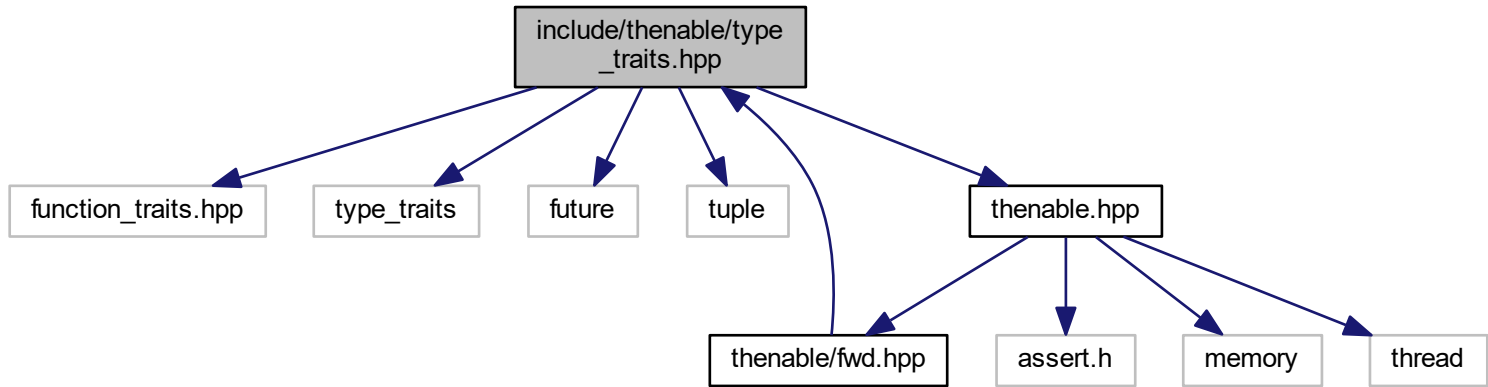 include/thenable/type
_traits.hpp
function_traits.hpp
type_traits
future
tuple
thenable.hpp
thenable/fwd.hpp
assert.h
memory
thread